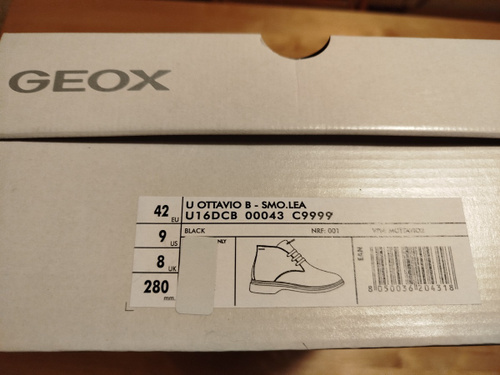 GEOX
42 EU
U OTTAVIO B - SMO.LEA
U16DCB 00043 C9999
9 US
BLACK
NRF: 001
8 UK
NLY
280 mm.
E&N
8 050036 204318